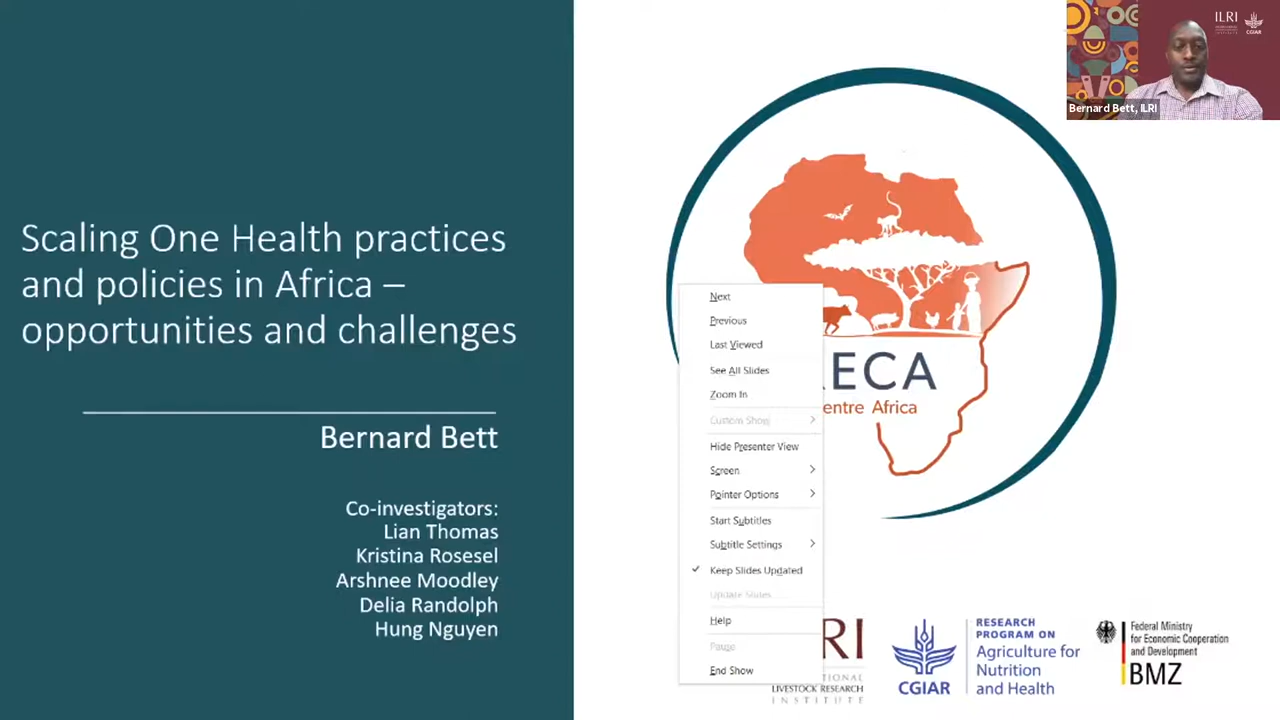 Scaling One Health practices
and policies in Africa –
opportunities and challenges
Bernard Bett
Co-investigators:
Lian Thomas
Kristina Rosesel
Arshnee Moodley
Delia Randolph
Hung Nguyen
ILRI
CGIAR
Bernard Bett, ILRI
ECA
entre Africa
Next
Previous
Last Viewed
See All Slides
Zoom In
Custom Show
Hide Presenter View
Screen
Pointer Options
Start Subtitles
Subtitle Settings
Keep Slides Updated
Update Slides
Help
Pause
End Show
RI
LIVESTOCK RESEARCH
INSTITUTE
CGIAR
RESEARCH
PROGRAM ON
Agriculture for
Nutrition
and Health
Federal Ministry
for Economic Cooperation
and Development
BMZ